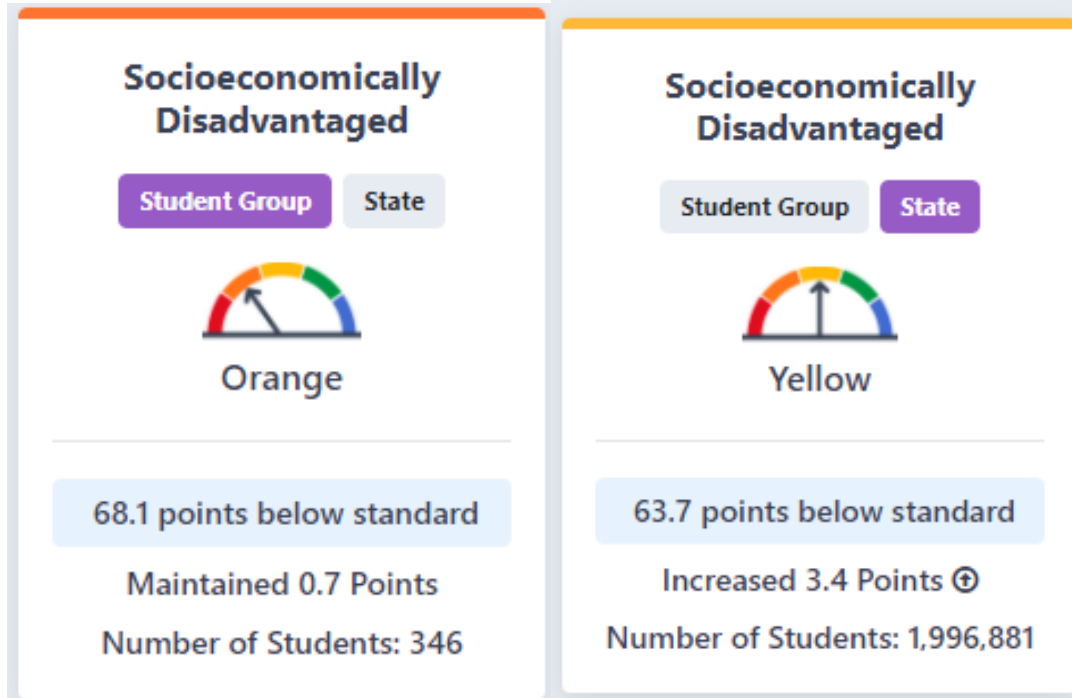 Socioeconomically
Disadvantaged
Student Group State
Orange
68.1 points below standard
Maintained 0.7 Points
Number of Students: 346
Socioeconomically
Disadvantaged
Student Group State
Yellow
63.7 points below standard
Increased 3.4 Points
Number of Students: 1,996,881